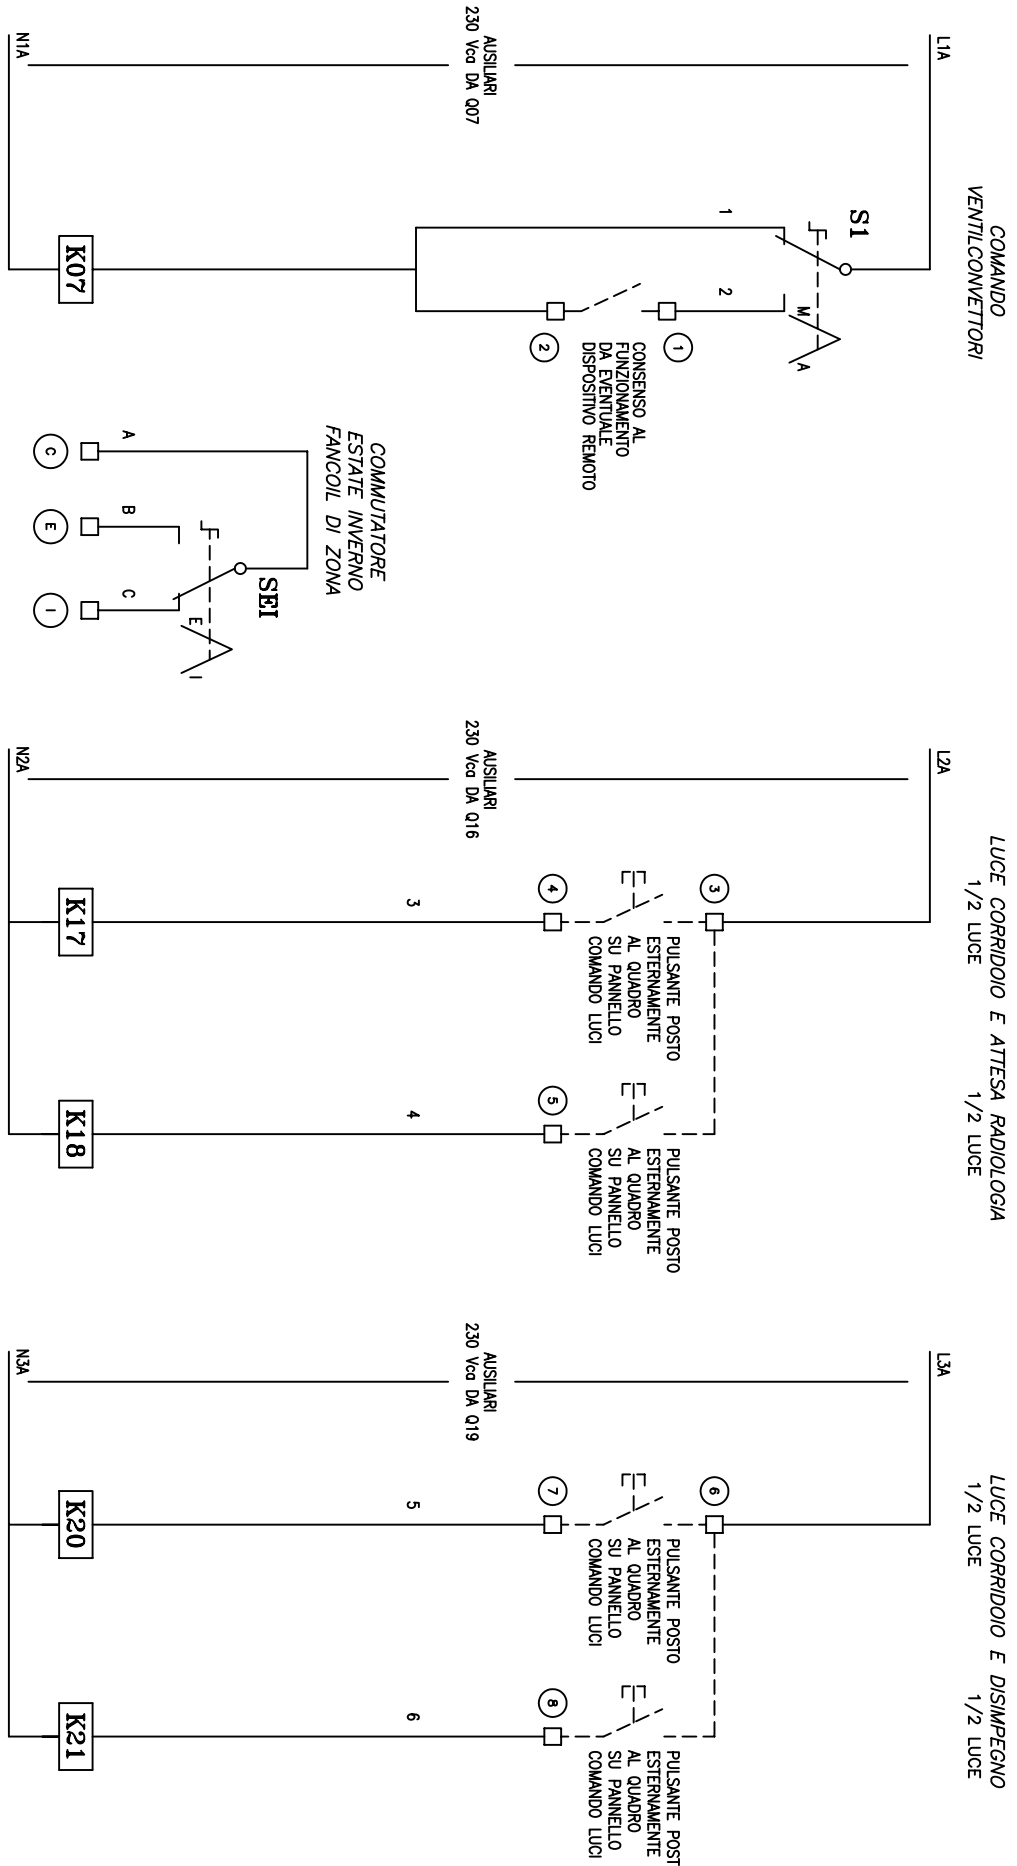 COMANDO
VENTILCONVETTORI
L1A
AUSILIARI
230 Vca DA Q07
N1A
S1
1
2
M
A
1
2
CONSENSO AL
FUNZIONAMENTO
DA EVENTUALE
DISPOSITIVO REMOTO
K07
COMMUTATORE
ESTATE INVERNO
FANCOIL DI ZONA
SEI
A
B
C
E
I
C
E
I
LUCE CORRIDOIO E ATTESA RADIOLOGIA
1/2 LUCE
1/2 LUCE
L2A
AUSILIARI
230 Vca DA Q16
N2A
3
4
PULSANTE POSTO
ESTERNAMENTE
AL QUADRO
SU PANNELLO
COMANDO LUCI
5
PULSANTE POSTO
ESTERNAMENTE
AL QUADRO
SU PANNELLO
COMANDO LUCI
3
4
K17
K18
LUCE CORRIDOIO E DISIMPEGNO
1/2 LUCE
1/2 LUCE
L3A
AUSILIARI
230 Vca DA Q19
N3A
6
7
PULSANTE POSTO
ESTERNAMENTE
AL QUADRO
SU PANNELLO
COMANDO LUCI
8
PULSANTE POST
ESTERNAMENTE
AL QUADRO
SU PANNELLO
COMANDO LUCI
5
6
K20
K21